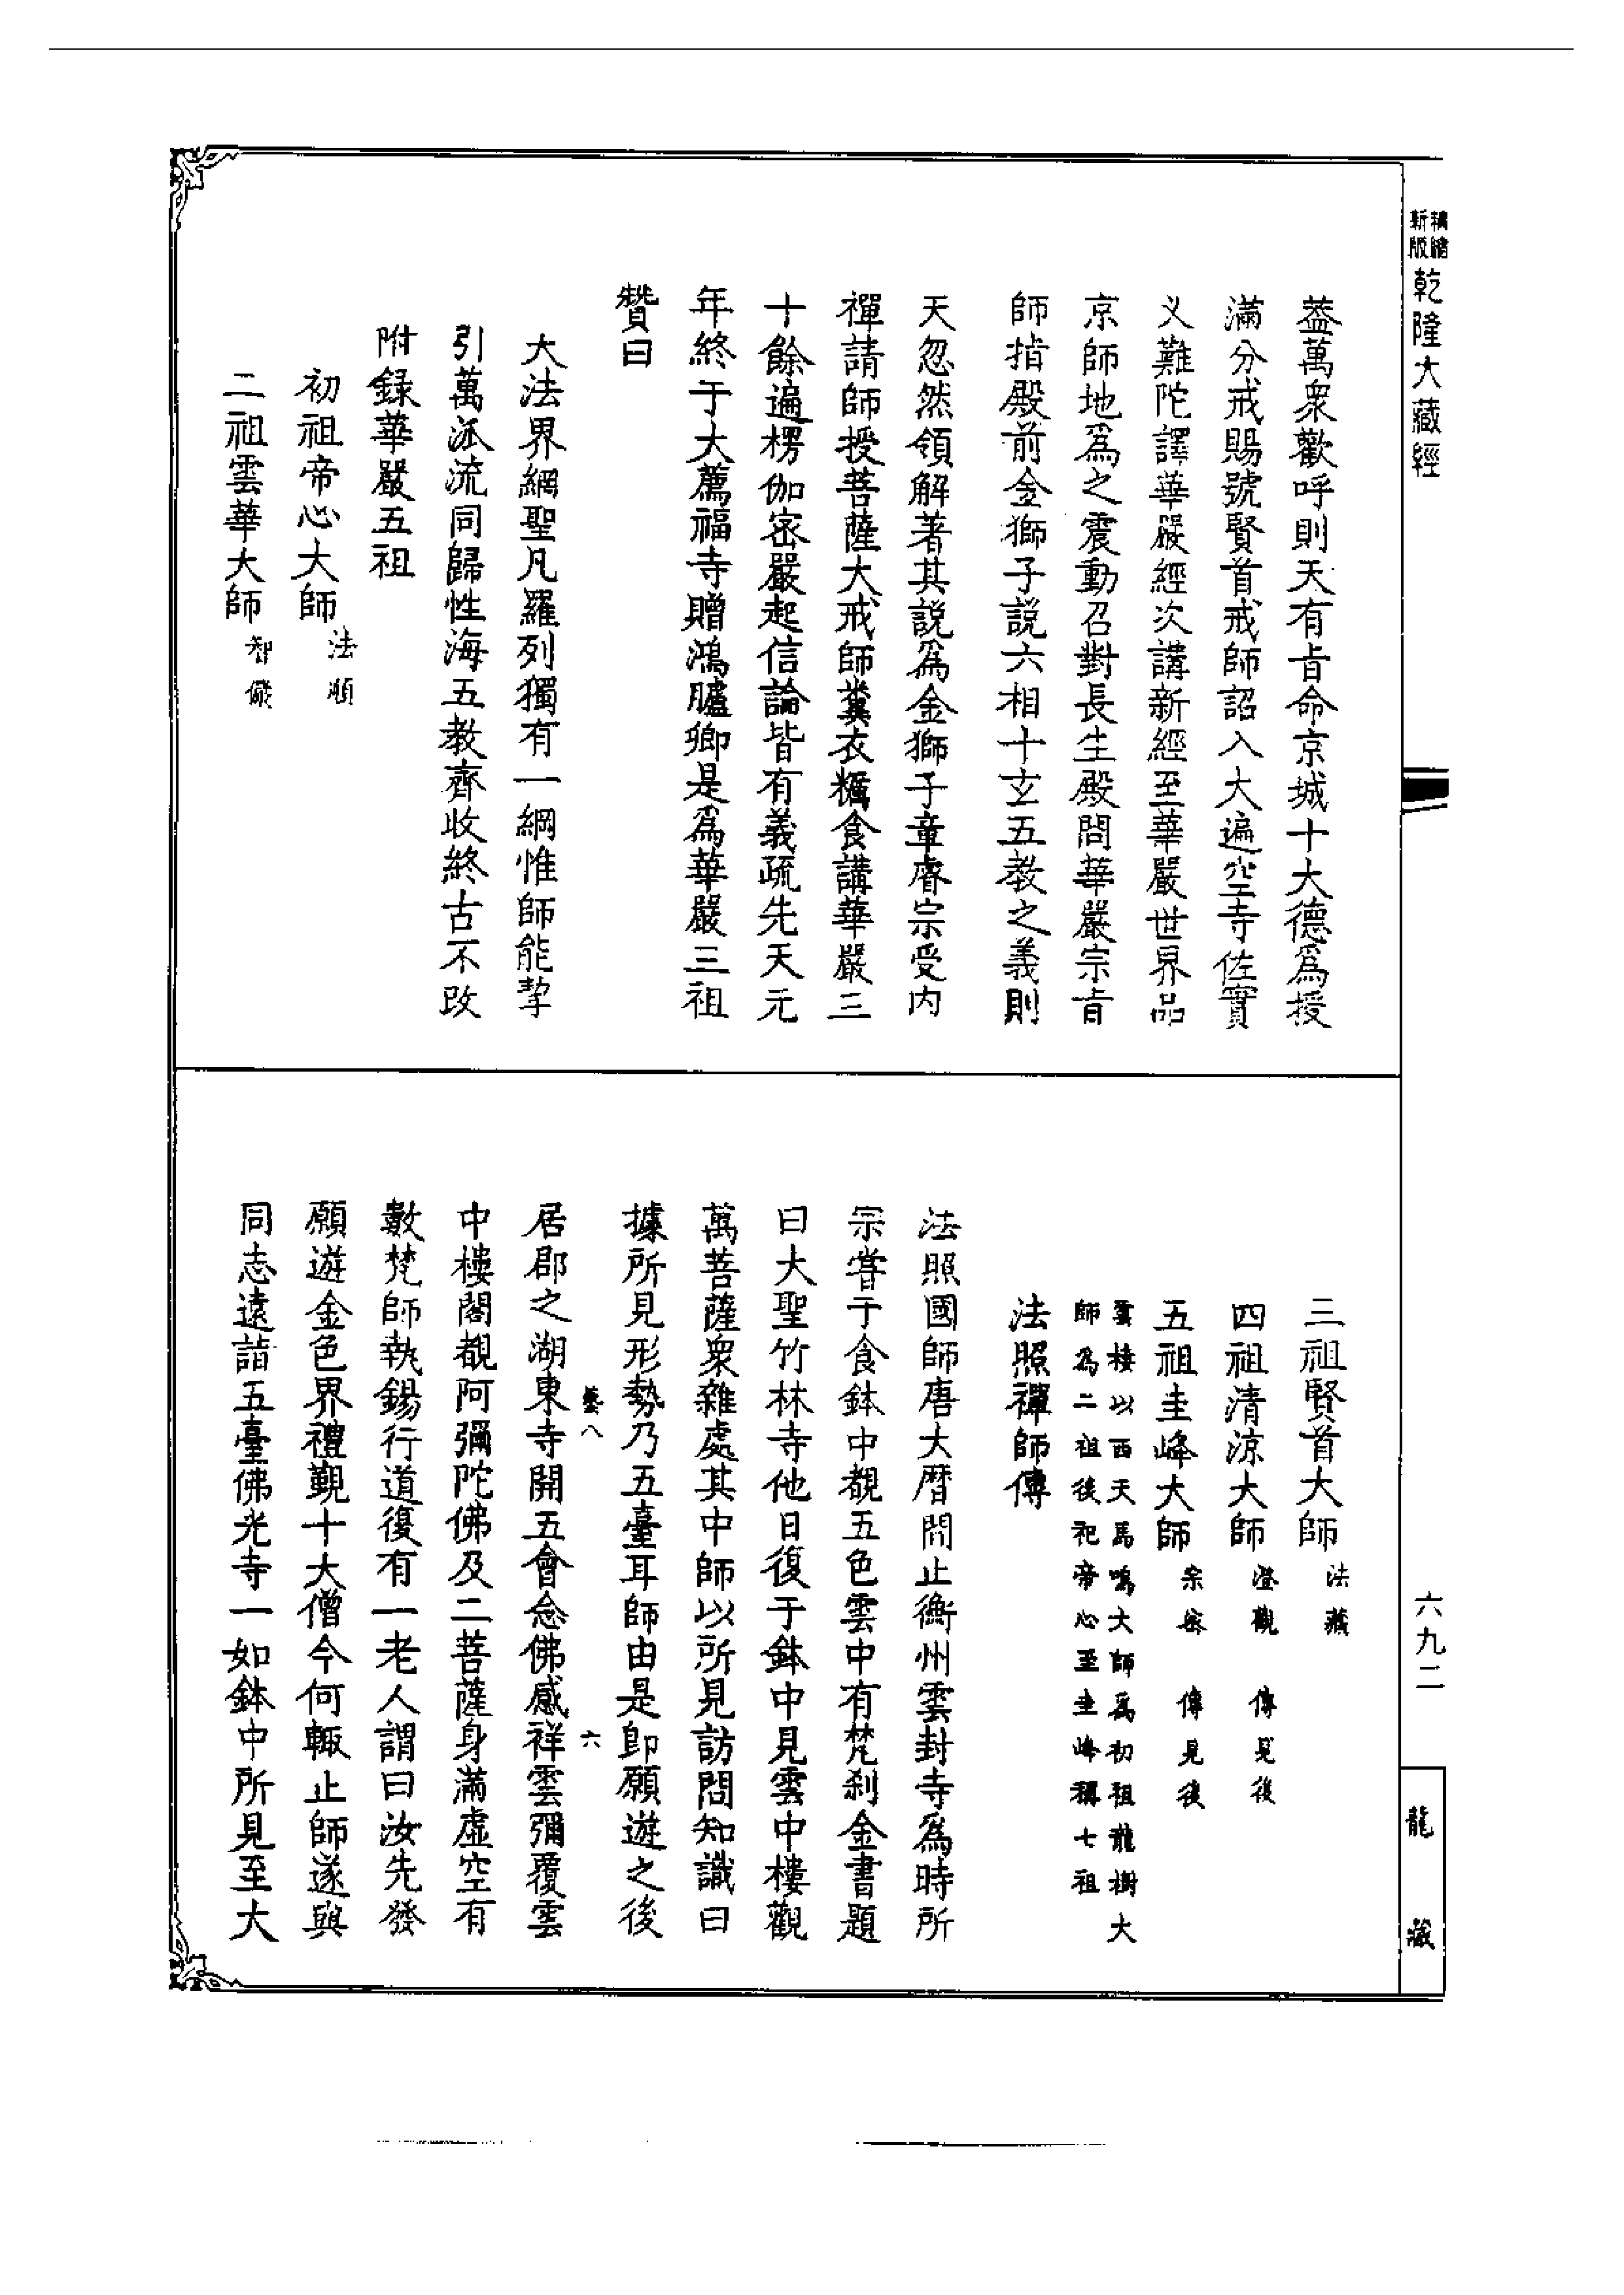 精縮新版乾隆大藏經
葢萬衆歡呼則天有㫖命京城十大德爲授
滿分戒賜號賢首戒師詔入大遍空寺佐實
义難陀譯華嚴經次講新經至華嚴世界品
京師地爲之震動召對長生殿問華嚴宗㫖
師指殿前金獅子說六相十玄五教之義則
天忽然領解著其說爲金獅子章睿宗受内
禪請師授菩薩大戒師糞衣糲食講華嚴三
十餘遍楞伽宻嚴起信論皆有義疏先天元
年終于大薦福寺贈鴻臚卿是爲華嚴三祖
贊曰
大法界網聖凡羅列獨有一綱惟師能挈
引萬派流同歸性海五教齊收終古不改
附録華嚴五祖
初祖帝心大師 法順
二祖雲華大師 智儼
三祖賢首大師 法藏
四祖清涼大師 澄觀 傳見後
五祖圭峰大師 宗宻 傳見後
雲棲以西天馬鳴大師爲初祖龍樹大
師爲二祖後祀帝心至圭峰稱七祖
法照禪師傳
法照國師唐大曆間止衡州雲封寺爲時所
宗嘗于食鉢中覩五色雲中有梵刹金書題
曰大聖竹林寺他日復于鉢中見雲中樓觀
萬菩薩衆雜處其中師以所見訪問知識曰
據所見形勢乃五臺耳師由是卽願遊之後
藝八 六
居郡之湖東寺開五會念佛感祥雲彌覆雲
中樓閣覩阿彌陀佛及二菩薩身滿虛空有
數梵師執錫行道復有一老人謂曰汝先發
願遊金色界禮覲十大僧今何輙止師遂與
同志遠詣五臺佛光寺一如鉢中所見至大
六九二
龍藏